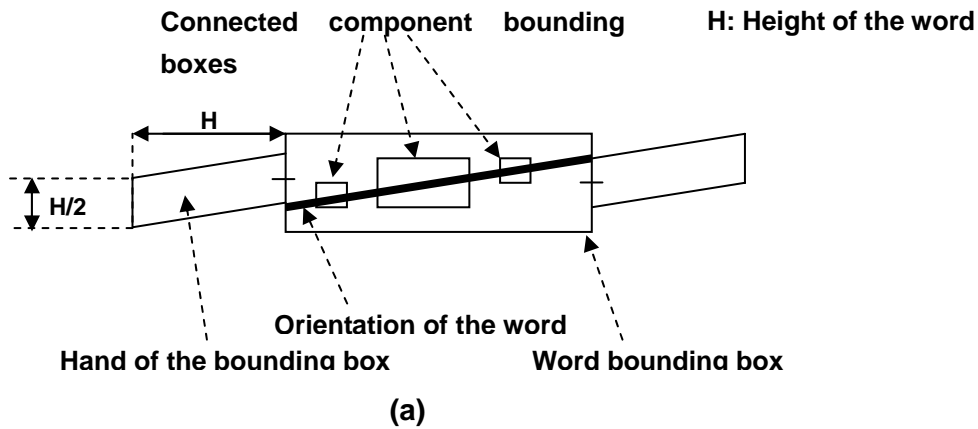 Connected component bounding
boxes
H: Height of the word
H
H/2
Orientation of the word
Hand of the bounding box
Word bounding box
(a)